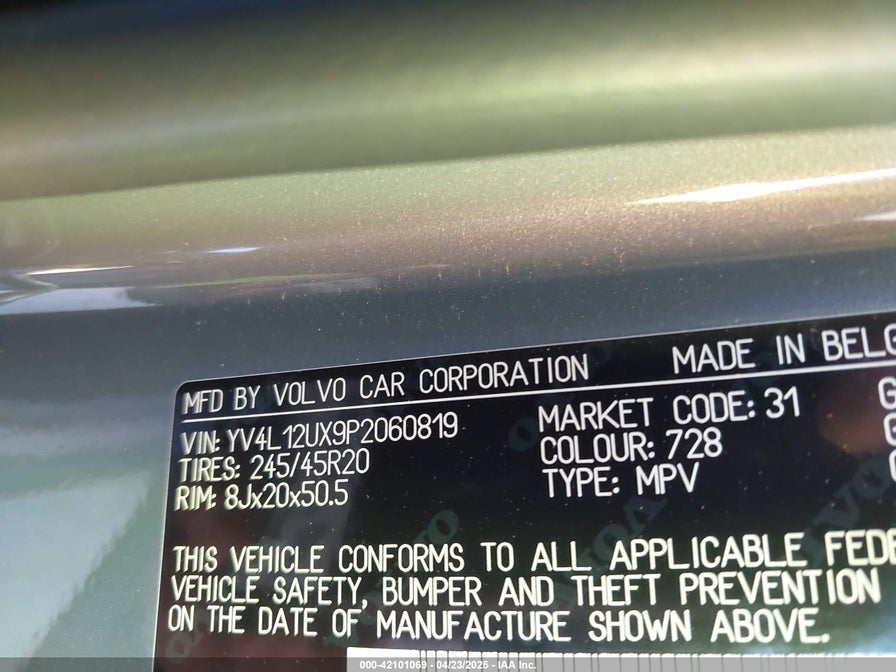 MFD BY VOLVO CAR CORPORATION MADE IN BELG
VIN: YV4L12UX9P2060819 MARKET CODE: 31
TIRES: 245/45R20 COLOUR: 728
RIM: 8Jx20x50.5 TYPE: MPV
THIS VEHICLE CONFORMS TO ALL APPLICABLE FEDE
VEHICLE SAFETY, BUMPER AND THEFT PREVENTION
ON THE DATE OF MANUFACTURE SHOWN ABOVE.
000-42101069 - 04/23/2025 - IAA Inc.